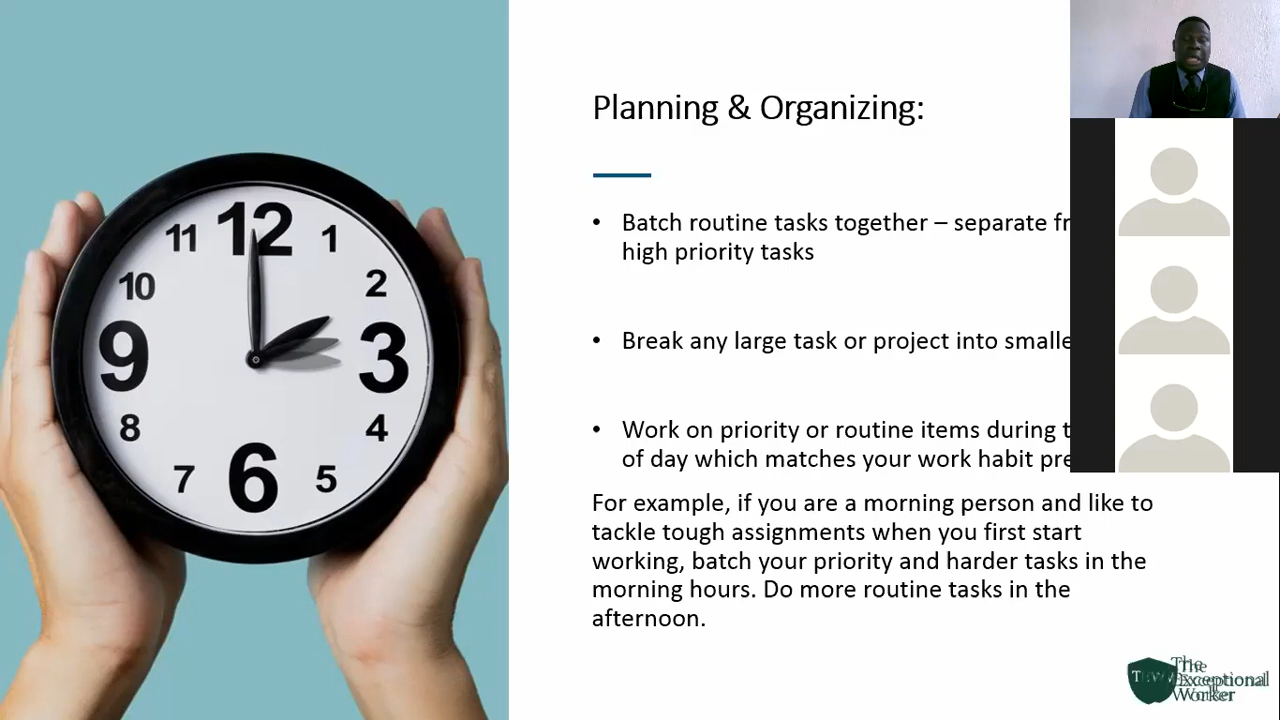 Planning & Organizing:
• Batch routine tasks together – separate
high priority tasks
• Break any large task or project into
• Work on priority or routine items during
of day which matches your work habit
For example, if you are a morning person and like to
tackle tough assignments when you first start
working, batch your priority and harder tasks in the
morning hours. Do more routine tasks in the
afternoon.
12
11
1
10
2
9
3
8
4
7
6
5
The
Exceptional
Worker